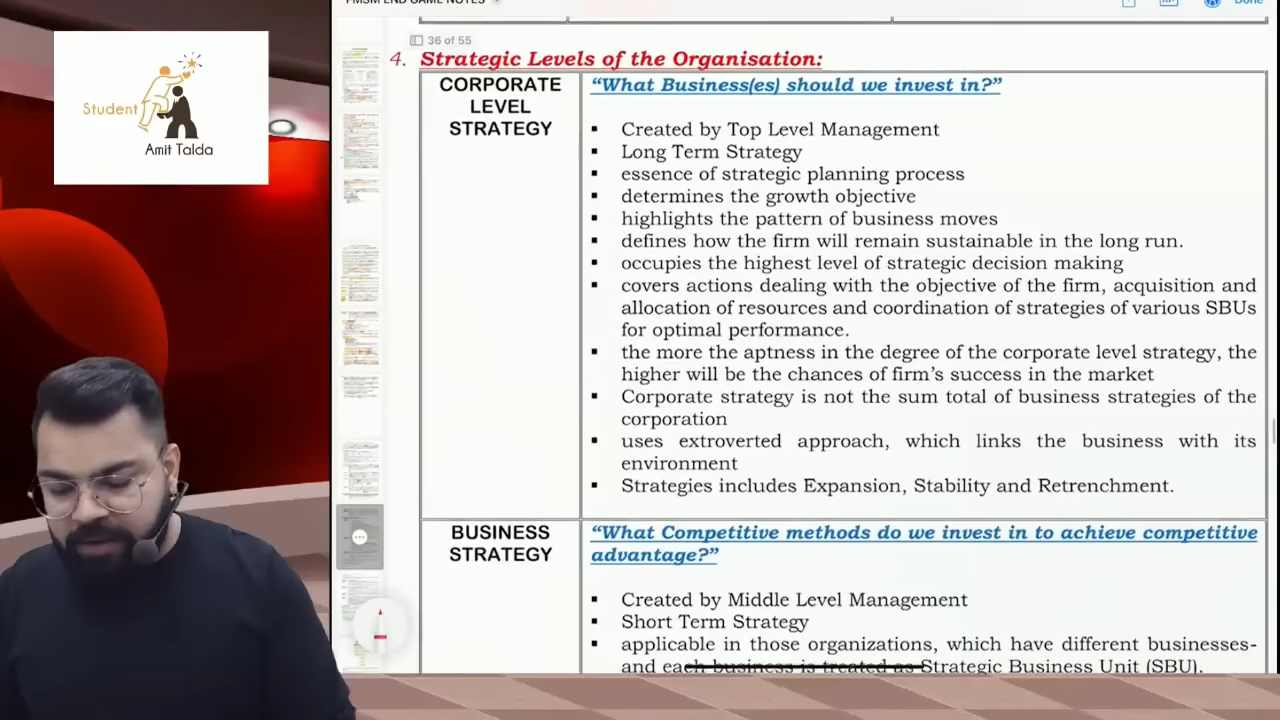 FMSM END GAME NOTES
Done
36 of 55
Student
Amit Talda
4. Strategic Levels of the Organisation:
CORPORATE
LEVEL
STRATEGY
“What Business(es) should we invest in?”
▪ Created by Top Level Management
▪ Long Term Strategy
▪ essence of strategic planning process
▪ determines the growth objective
▪ highlights the pattern of business moves
▪ defines how the firm will remain sustainable in the long run.
▪ occupies the highest level of strategic decision making
▪ covers actions dealing with the objective of the firm, acquisition and
allocation of resources and coordination of strategies of various SBUs
for optimal performance.
▪ the more the aptness in the degree of the corporate level strategy, the
higher will be the chances of firm’s success in the market
▪ Corporate strategy is not the sum total of business strategies of the
corporation
▪ uses extroverted approach, which links the business with its
environment
▪ strategies includes Expansion, Stability and Retrenchment.
BUSINESS
STRATEGY
“What Competitive methods do we invest in to achieve competitive
advantage?”
▪ Created by Middle Level Management
▪ Short Term Strategy
▪ applicable in those organizations, which have different businesses-
and each business is treated as Strategic Business Unit (SBU).